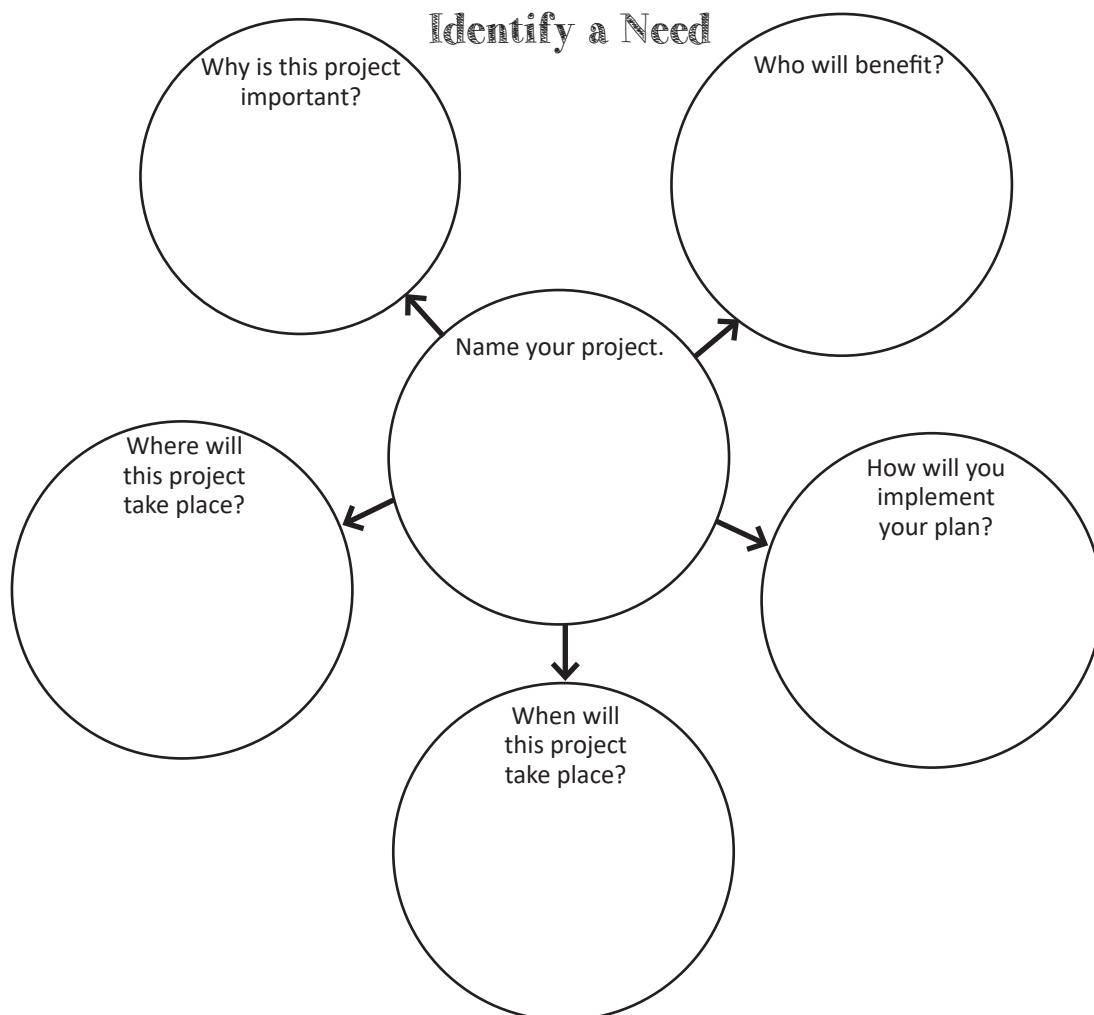 Identify a Need
Why is this project
important?
Who will benefit?
Name your project.
Where will
this project
take place?
How will you
implement
your plan?
When will
this project
take place?